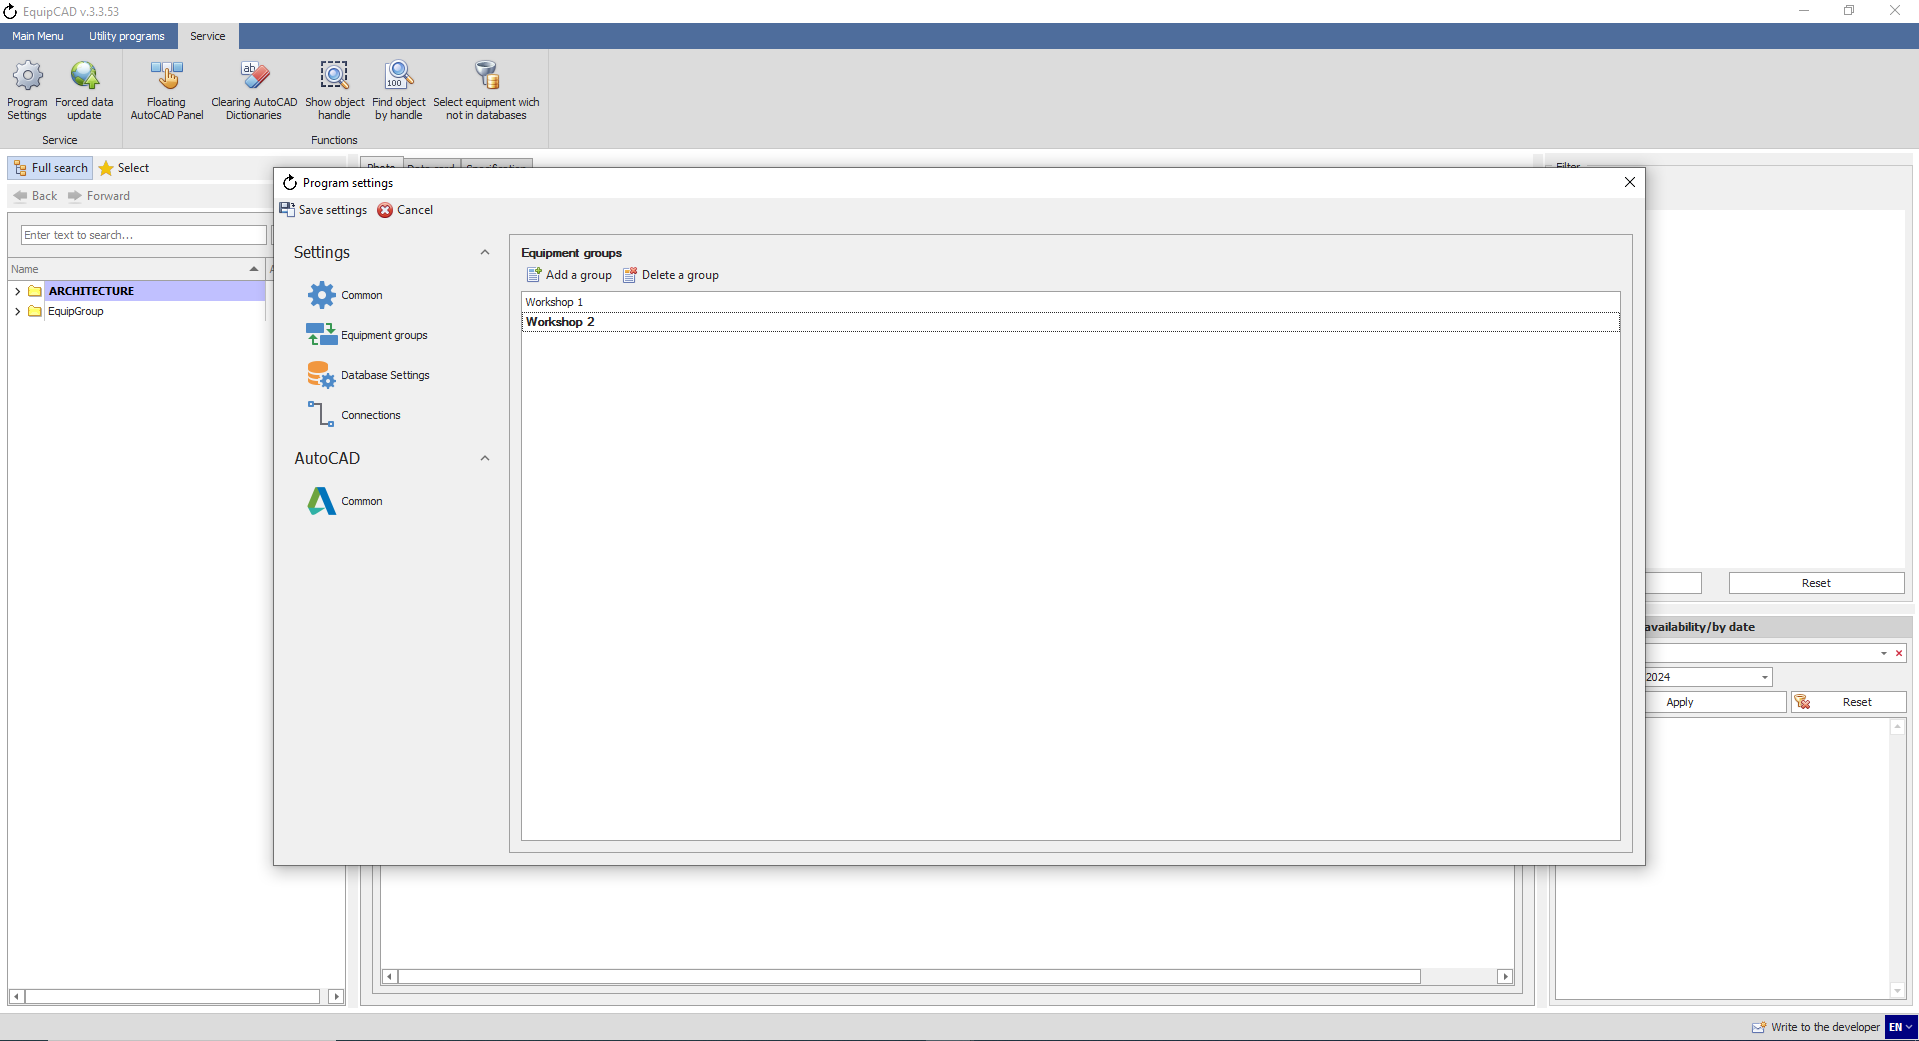 EquipCAD v.3.3.53
Main Menu Utility programs Service
Program Settings
Forced data update
Floating AutoCAD Panel
Clearing AutoCAD Dictionaries
Show object handle
Find object by handle
Select equipment wich not in databases
Service
Functions
Full search Select
Back Forward
Enter text to search...
Name
ARCHITECTURE
EquipGroup
Photo
Specification
Filter
Program settings
Save settings Cancel
Settings
Common
Equipment groups
Database Settings
Connections
AutoCAD
Common
Equipment groups
Add a group Delete a group
Workshop 1
Workshop 2
Reset
availability/by date
2024
Apply Reset
Write to the developer EN